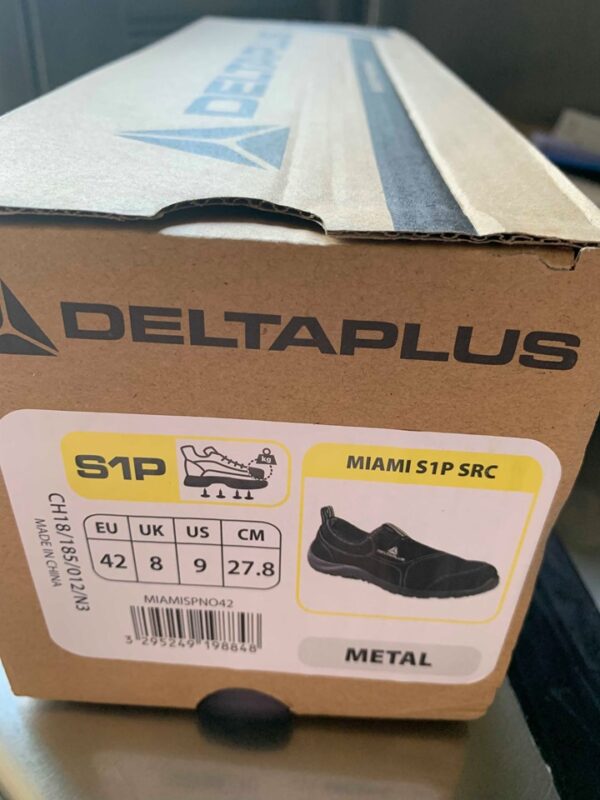 DELTAPLUS
DELTAPLUS
S1P
kg
MIAMI S1P SRC
EU UK US CM
42 8 9 27.8
MIAMISPNO42
3 295249 198848
CH18/185/012/N3
MADE IN CHINA
METAL